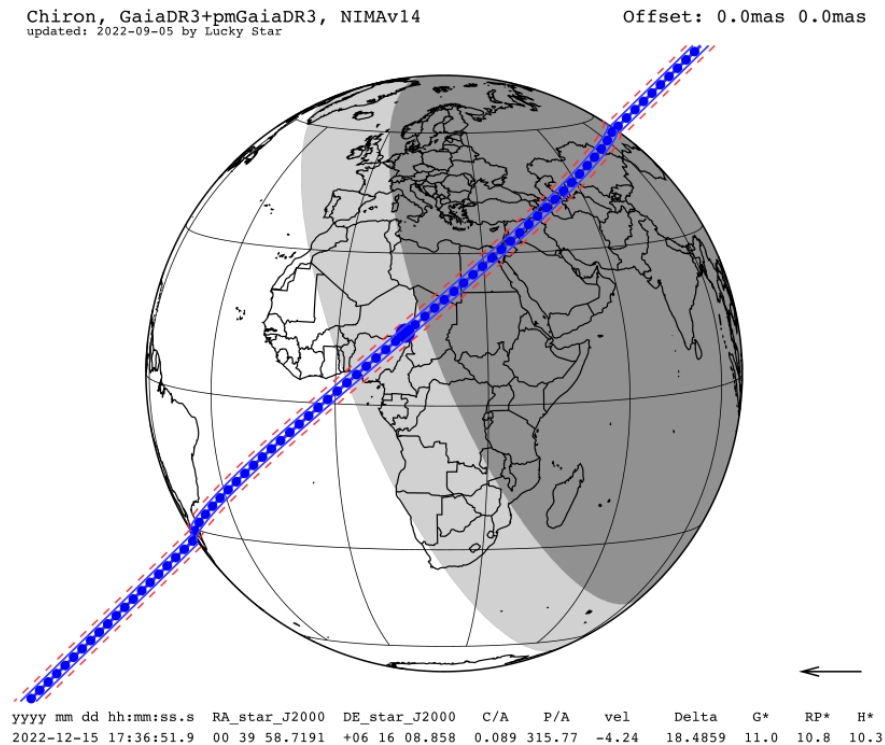 Chiron, GaiaDR3+pmGaiaDR3, NIMAv14 Offset: 0.0mas 0.0mas
updated: 2022-09-05 by Lucky Star
yyyy mm dd hh:mm:ss.s RA_star_J2000 DE_star_J2000 C/A P/A vel Delta G* RP* H*
2022-12-15 17:36:51.9 00 39 58.7191 +06 16 08.858 0.089 315.77 -4.24 18.4859 11.0 10.8 10.3